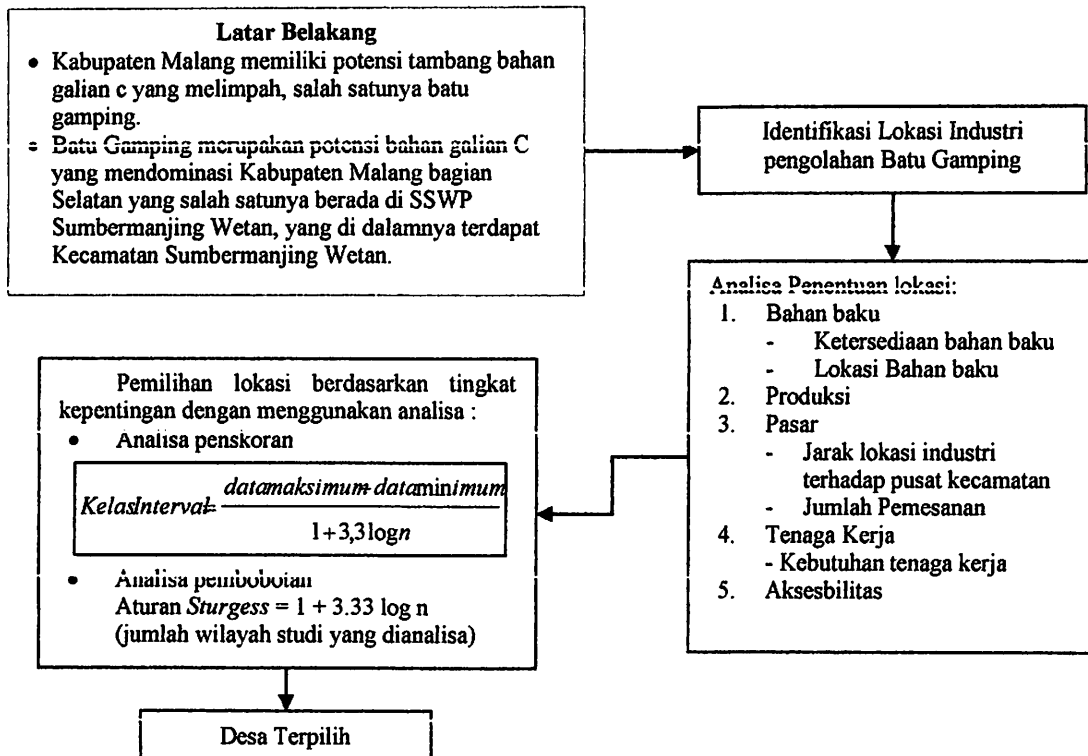 Latar Belakang
• Kabupaten Malang memiliki potensi tambang bahan
galian c yang melimpah, salah satunya batu
gamping.
• Batu Gamping merupakan potensi bahan galian C
yang mendominasi Kabupaten Malang bagian
Selatan yang salah satunya berada di SSWP
Sumbermanjing Wetan, yang di dalamnya terdapat
Kecamatan Sumbermanjing Wetan.
Identifikasi Lokasi Industri
pengolahan Batu Gamping
Analisa Penentuan lokasi:
1. Bahan baku
- Ketersediaan bahan baku
- Lokasi Bahan baku
2. Produksi
3. Pasar
- Jarak lokasi industri
terhadap pusat kecamatan
- Jumlah Pemesanan
4. Tenaga Kerja
- Kebutuhan tenaga kerja
5. Aksesbilitas
Pemilihan lokasi berdasarkan tingkat
kepentingan dengan menggunakan analisa :
• Analisa penskoran
KelasInterval= datamaksimum-dataminimum
1+3,3logn
• Analisa pembobotan
Aturan Sturgess = 1 + 3.33 log n
(jumlah wilayah studi yang dianalisa)
Desa Terpilih